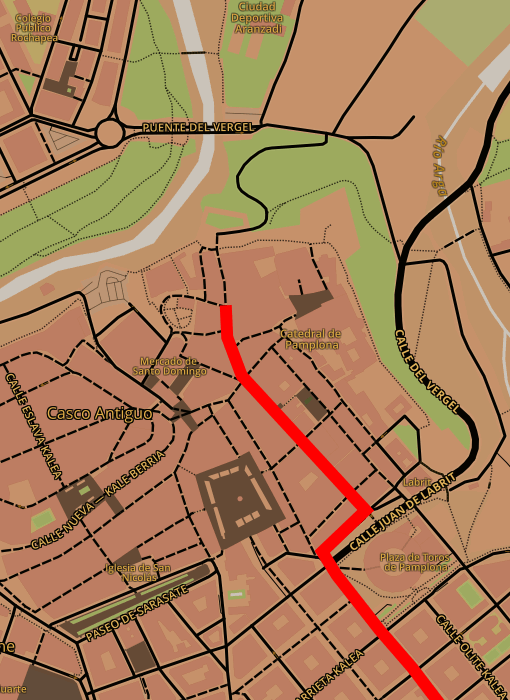 Ciudad
Deportiva
Aranzadi
Colegio
Público
Rochapea
PUENTE DEL VERGEL
Río Arga
Catedral de
Pamplona
CALLE DEL VERGEL
Mercado de
Santo Domingo
Casco Antiguo
CALLE ESLAVA KALEA
CALLE NUEVA - KALE BERRIA
Labrit
CALLE JUAN DE LABRIT
Plaza de Toros
de Pamplona
Iglesia de San
Nicolás
PASEO DE SARASATE
CALLE OLITE KALEA
ARRIETA KALEA
ne
uarte